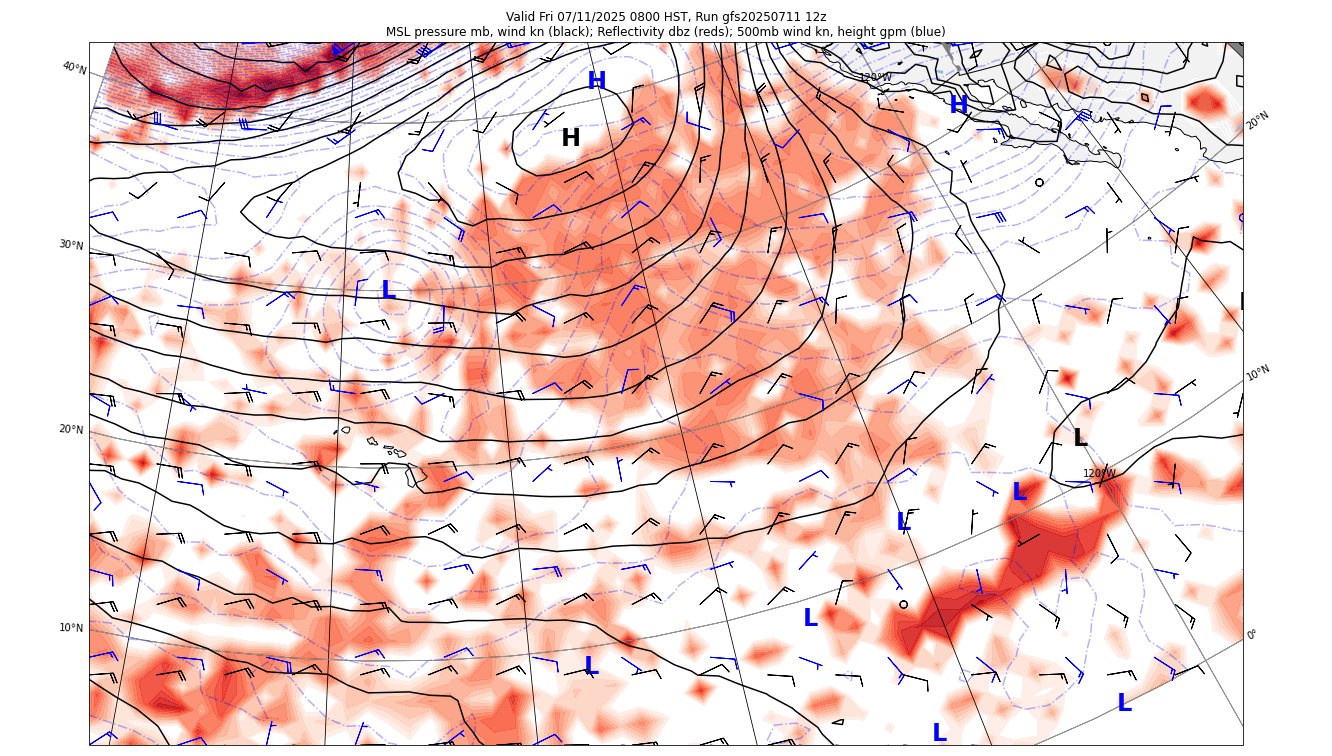 Valid Fri 07/11/2025 0800 HST, Run gfs20250711 12z
MSL pressure mb, wind kn (black); Reflectivity dbz (reds); 500mb wind kn, height gpm (blue)
40°N
H
120°W
H
H
20°N
30°N
L
10°N
20°N
L
120°W
L
L
L
10°N
0°
L
L
L